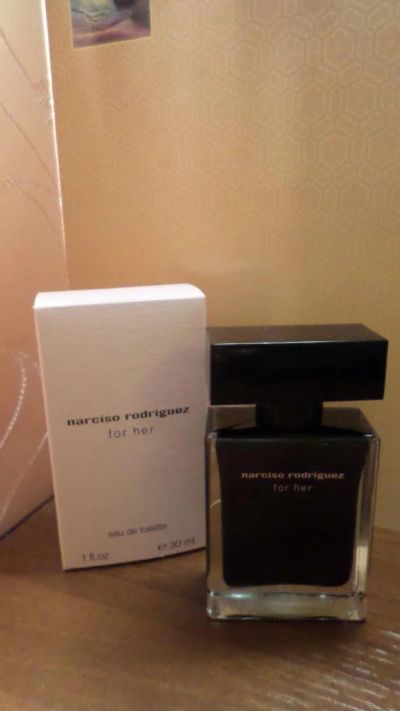 narciso rodriguez
for her
eau de toilette
1 fl.oz. e 30 ml
narciso rodriguez
for her